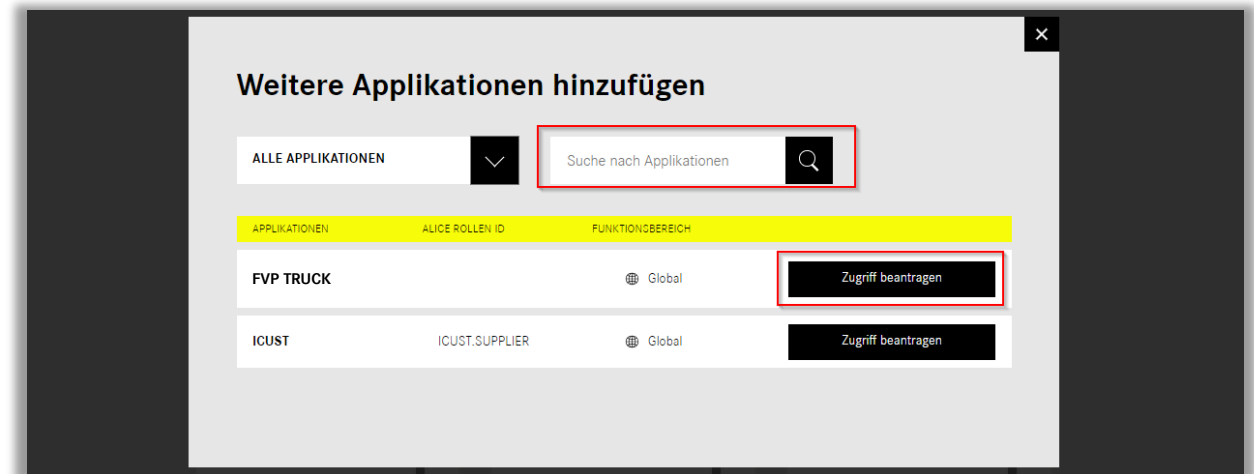 Weitere Applikationen hinzufügen
ALLE APPLIKATIONEN
Suche nach Applikationen
APPLIKATIONEN ALICE ROLLEN ID FUNKTIONSBEREICH
FVP TRUCK Global Zugriff beantragen
ICUST ICUST.SUPPLIER Global Zugriff beantragen